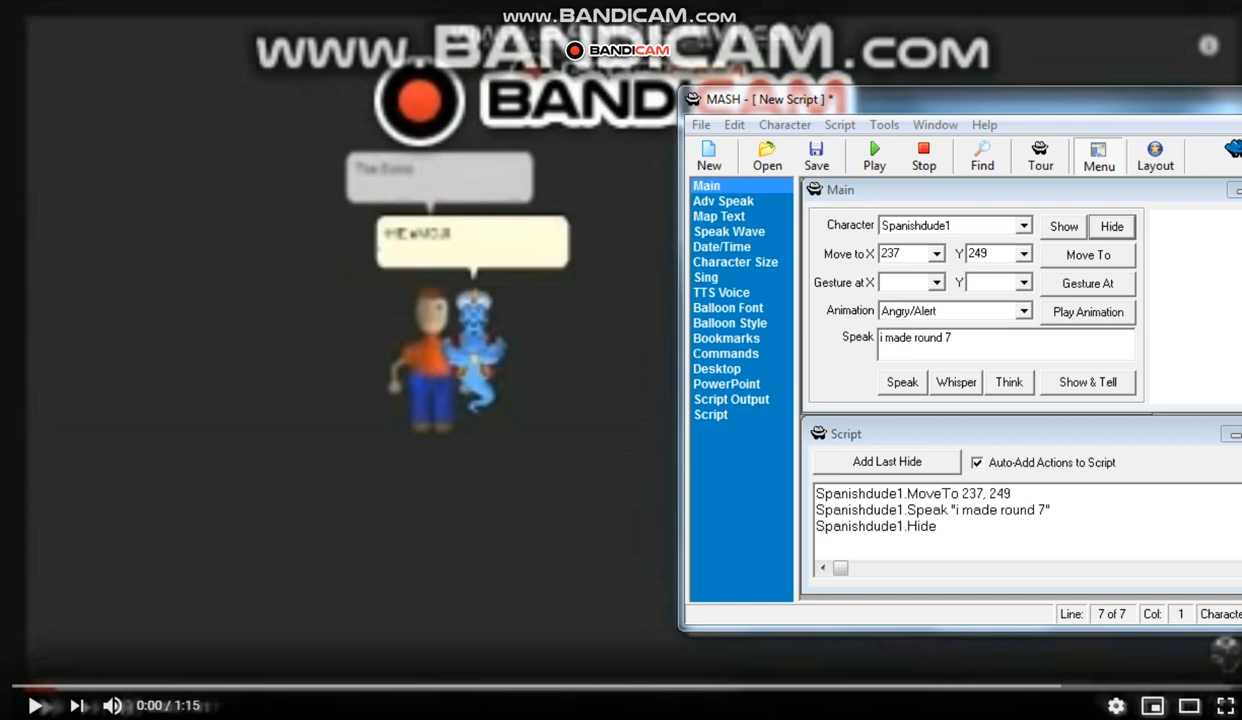 www.BANDICAM.com
www.BANDICAM.com
BANDICAM
BAND
MASH - [ New Script ] *
File Edit Character Script Tools Window Help
New Open Save Play Stop Find Tour Menu Layout
Main
Adv Speak
Map Text
Speak Wave
Date/Time
Character Size
Sing
TTS Voice
Balloon Font
Balloon Style
Bookmarks
Commands
Desktop
PowerPoint
Script Output
Script
Main
Character Spanishdude1 Show Hide
Move to X 237 Y 249 Move To
Gesture at X Y Gesture At
Animation Angry/Alert Play Animation
Speak i made round 7
Speak Whisper Think Show & Tell
Script
Add Last Hide Auto-Add Actions to Script
Spanishdude1.MoveTo 237, 249
Spanishdude1.Speak "i made round 7"
Spanishdude1.Hide
Line: 7 of 7 Col: 1 Characte
0:00 / 1:15